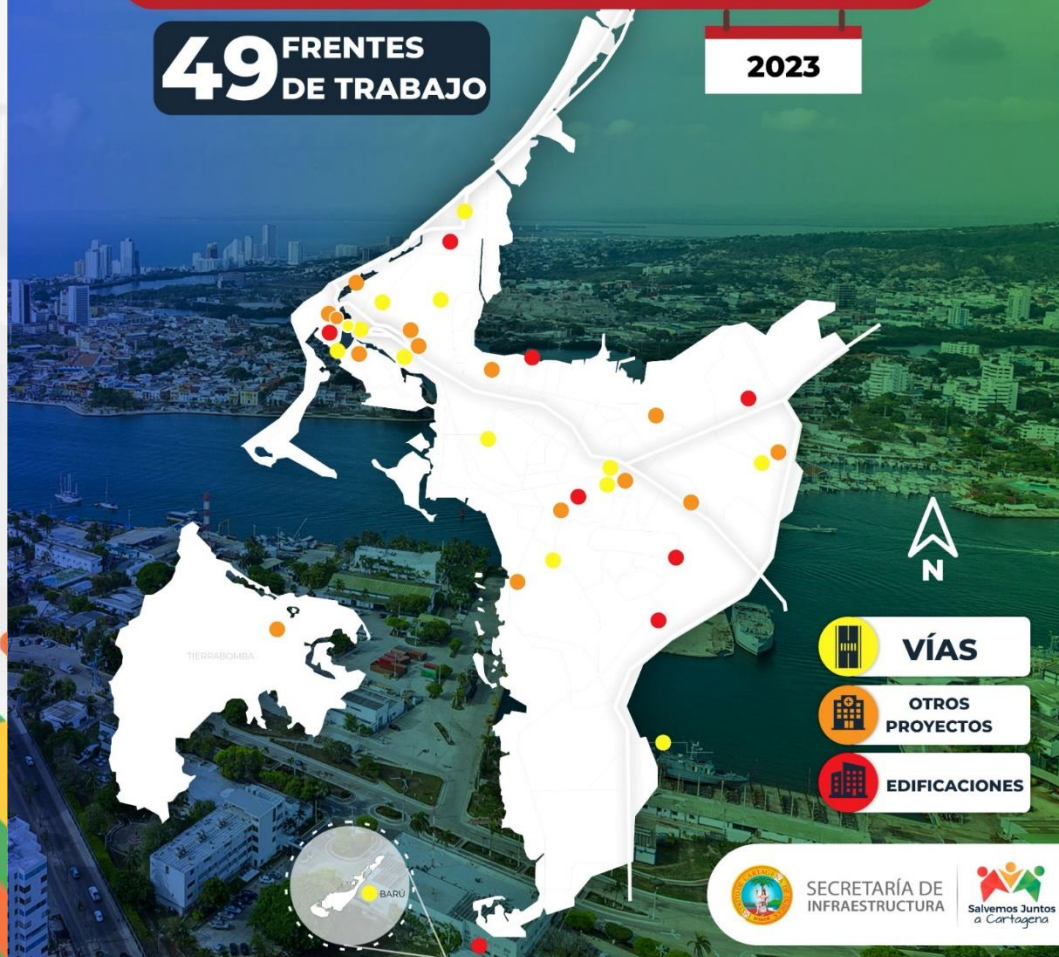 49 FRENTES
DE TRABAJO
2023
N
TIERRABOMBA
VÍAS
OTROS
PROYECTOS
EDIFICACIONES
BARÚ
SECRETARÍA DE
INFRAESTRUCTURA
Salvemos Juntos
a Cartagena